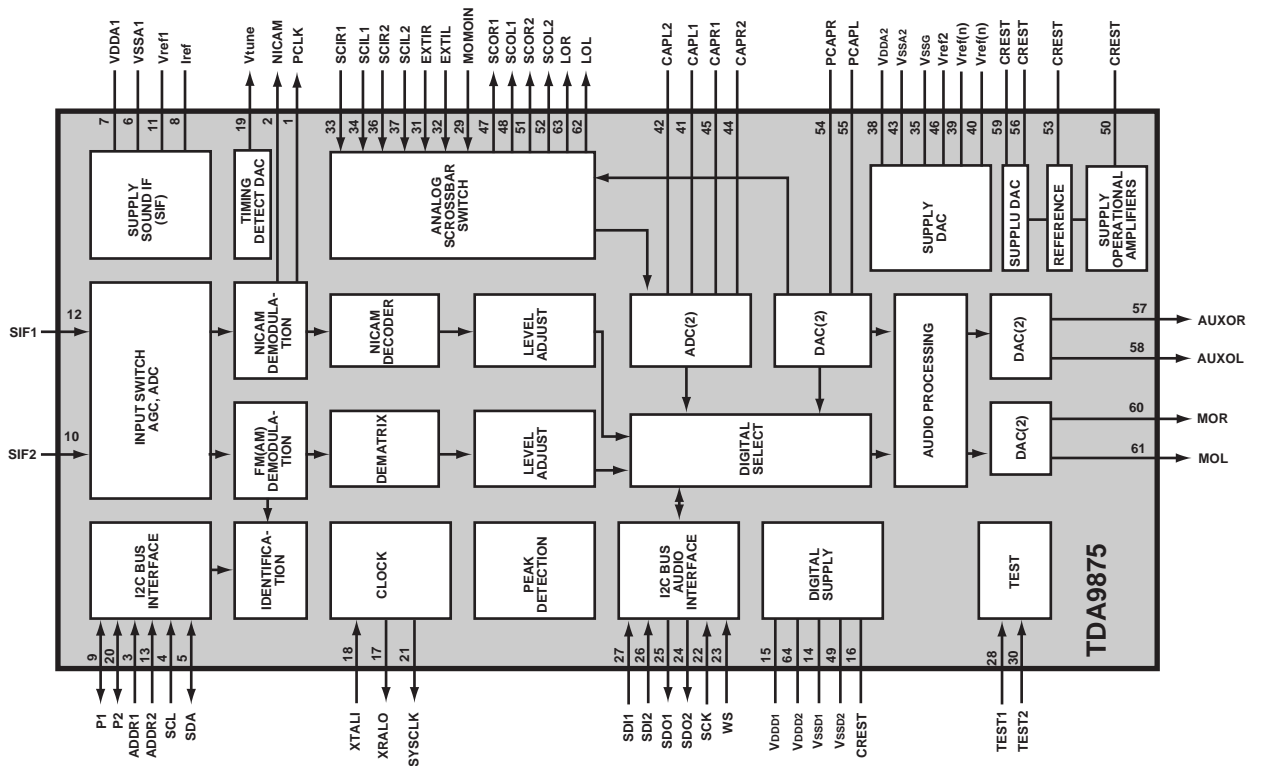 VDDA1
VSSA1
Vref1
Iref
Vtune
NICAM
PCLK
SCIR1
SCIL1
SCIR2
SCIL2
EXTIR
EXTIL
MOMOIN
SCOR1
SCOL1
SCOR2
SCOL2
LOR
LOL
CAPL2
CAPL1
CAPR1
CAPR2
PCAPR
PCAPL
VDDA2
VSSA2
VSSG
Vref2
Vref(n)
Vref(n)
CREST
CREST
CREST
CREST
7
6
11
8
19
2
1
33
34
36
37
31
32
29
47
48
51
52
63
62
42
41
45
44
54
55
38
43
35
46
39
40
59
56
53
50
SUPPLY
SOUND IF
(SIF)
TIMING
DETECT DAC
ANALOG
SCROSSBAR
SWITCH
SUPPLY
DAC
SUPPLU DAC
REFERENCE
SUPPLY
OPERATIONAL
AMPLIFIERS
SIF1
12
SIF2
10
INPUT SWITCH
AGC, ADC
NICAM
DEMODULA-
TION
NICAM
DECODER
LEVEL
ADJUST
ADC(2)
DAC(2)
AUDIO PROCESSING
DAC(2)
57
AUXOR
58
AUXOL
FM(AM)
DEMODULA-
TION
DEMATRIX
LEVEL
ADJUST
DIGITAL
SELECT
DAC(2)
60
MOR
61
MOL
I2C BUS
INTERFACE
IDENTIFICA-
TION
CLOCK
PEAK
DETECTION
I2C BUS
AUDIO
INTERFACE
DIGITAL
SUPPLY
TEST
TDA9875
9
20
3
13
4
5
18
17
21
27
26
25
24
22
23
15
64
14
49
16
28
30
P1
P2
ADDR1
ADDR2
SCL
SDA
XTALI
XRALO
SYSCLK
SDI1
SDI2
SDO1
SDO2
SCK
WS
VDDD1
VDDD2
VSSD1
VSSD2
CREST
TEST1
TEST2